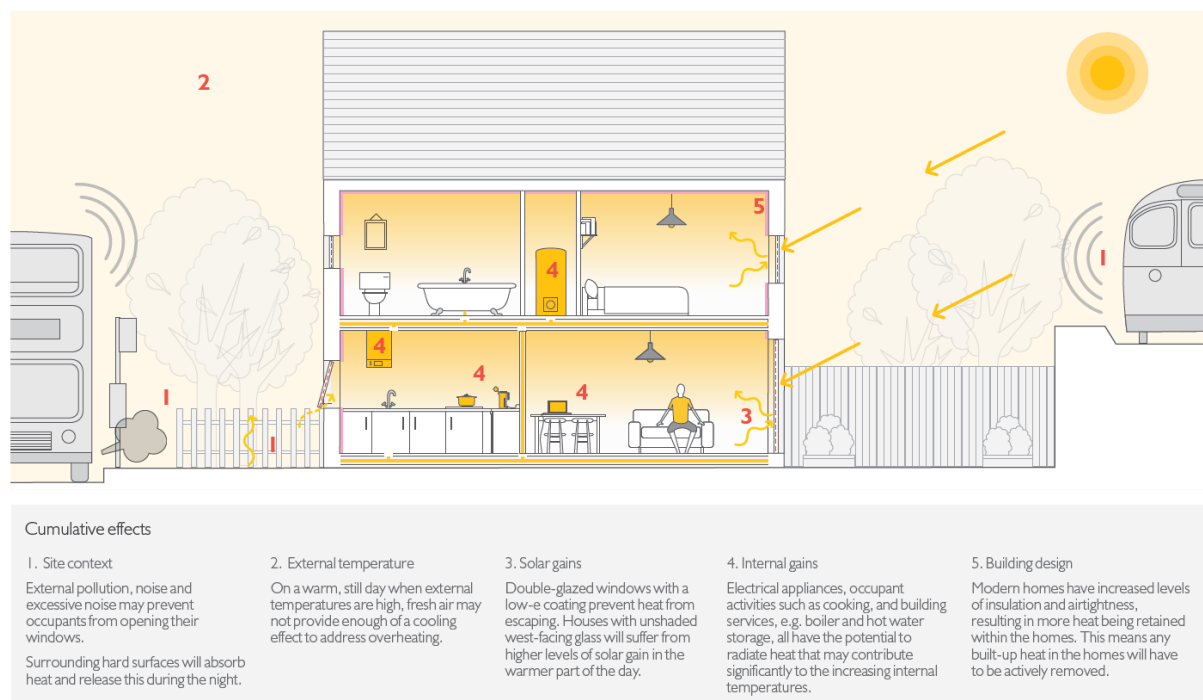 2
5
1
4
4
4
4
1
3
1
Cumulative effects
1. Site context
External pollution, noise and
excessive noise may prevent
occupants from opening their
windows.
Surrounding hard surfaces will absorb
heat and release this during the night.
2. External temperature
On a warm, still day when external
temperatures are high, fresh air may
not provide enough of a cooling
effect to address overheating.
3. Solar gains
Double-glazed windows with a
low-e coating prevent heat from
escaping. Houses with unshaded
west-facing glass will suffer from
higher levels of solar gain in the
warmer part of the day.
4. Internal gains
Electrical appliances, occupant
activities such as cooking, and building
services, e.g. boiler and hot water
storage, all have the potential to
radiate heat that may contribute
significantly to the increasing internal
temperatures.
5. Building design
Modern homes have increased levels
of insulation and airtightness,
resulting in more heat being retained
within the homes. This means any
built-up heat in the homes will have
to be actively removed.